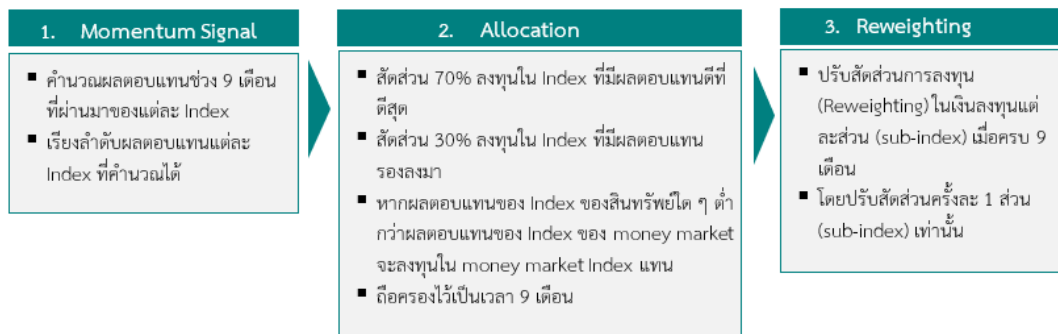 1. Momentum Signal
■ คำนวณผลตอบแทนช่วง 9 เดือน
ที่ผ่านมาของแต่ละ Index
■ เรียงลำดับผลตอบแทนแต่ละ
Index ที่คำนวณได้
2. Allocation
■ สัดส่วน 70% ลงทุนใน Index ที่มีผลตอบแทนดีที่
ดีสุด
■ สัดส่วน 30% ลงทุนใน Index ที่มีผลตอบแทน
รองลงมา
■ หากผลตอบแทนของ Index ของสินทรัพย์ใด ๆ ต่ำ
กว่าผลตอบแทนของ Index ของ money market
จะลงทุนใน money market Index แทน
■ ถือครองไว้เป็นเวลา 9 เดือน
3. Reweighting
■ ปรับสัดส่วนการลงทุน
(Reweighting) ในเงินลงทุนแต่
ละส่วน (sub-index) เมื่อครบ 9
เดือน
■ โดยปรับสัดส่วนครั้งละ 1 ส่วน
(sub-index) เท่านั้น